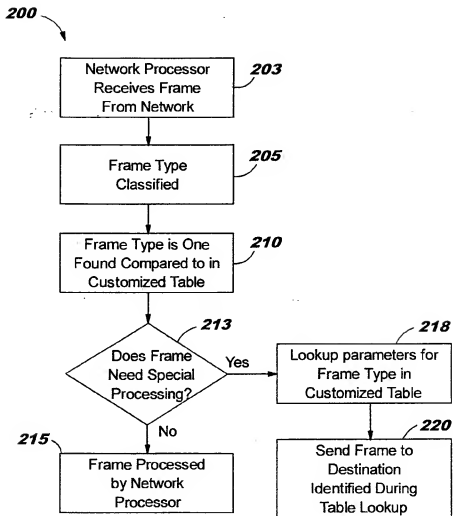 200
203
Network Processor
Receives Frame
From Network
205
Frame Type
Classified
210
Frame Type is One
Found Compared to in
Customized Table
213
Does Frame
Need Special
Processing?
Yes
No
218
Lookup parameters for
Frame Type in
Customized Table
215
Frame Processed
by Network
Processor
220
Send Frame to
Destination
Identified During
Table Lookup